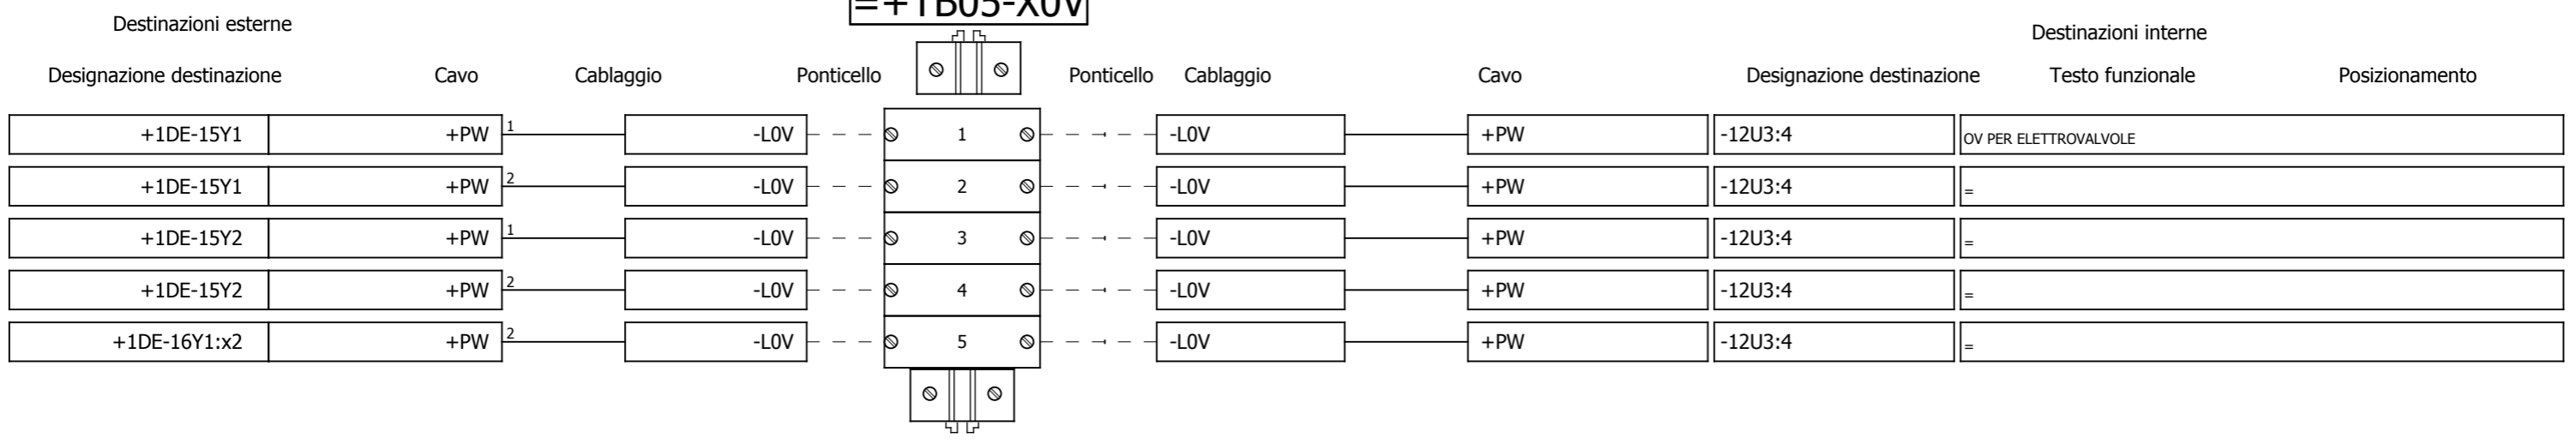 =+TB05-X0V
Destinazioni esterne
Destinazioni interne
Designazione destinazione Cavo Cablaggio Ponticello Ponticello Cablaggio Cavo Designazione destinazione Testo funzionale Posizionamento
+1DE-15Y1 +PW 1 -L0V 1 -L0V +PW -12U3:4 OV PER ELETTROVALVOLE
+1DE-15Y1 +PW 2 -L0V 2 -L0V +PW -12U3:4 =
+1DE-15Y2 +PW 1 -L0V 3 -L0V +PW -12U3:4 =
+1DE-15Y2 +PW 2 -L0V 4 -L0V +PW -12U3:4 =
+1DE-16Y1:x2 +PW 2 -L0V 5 -L0V +PW -12U3:4 =